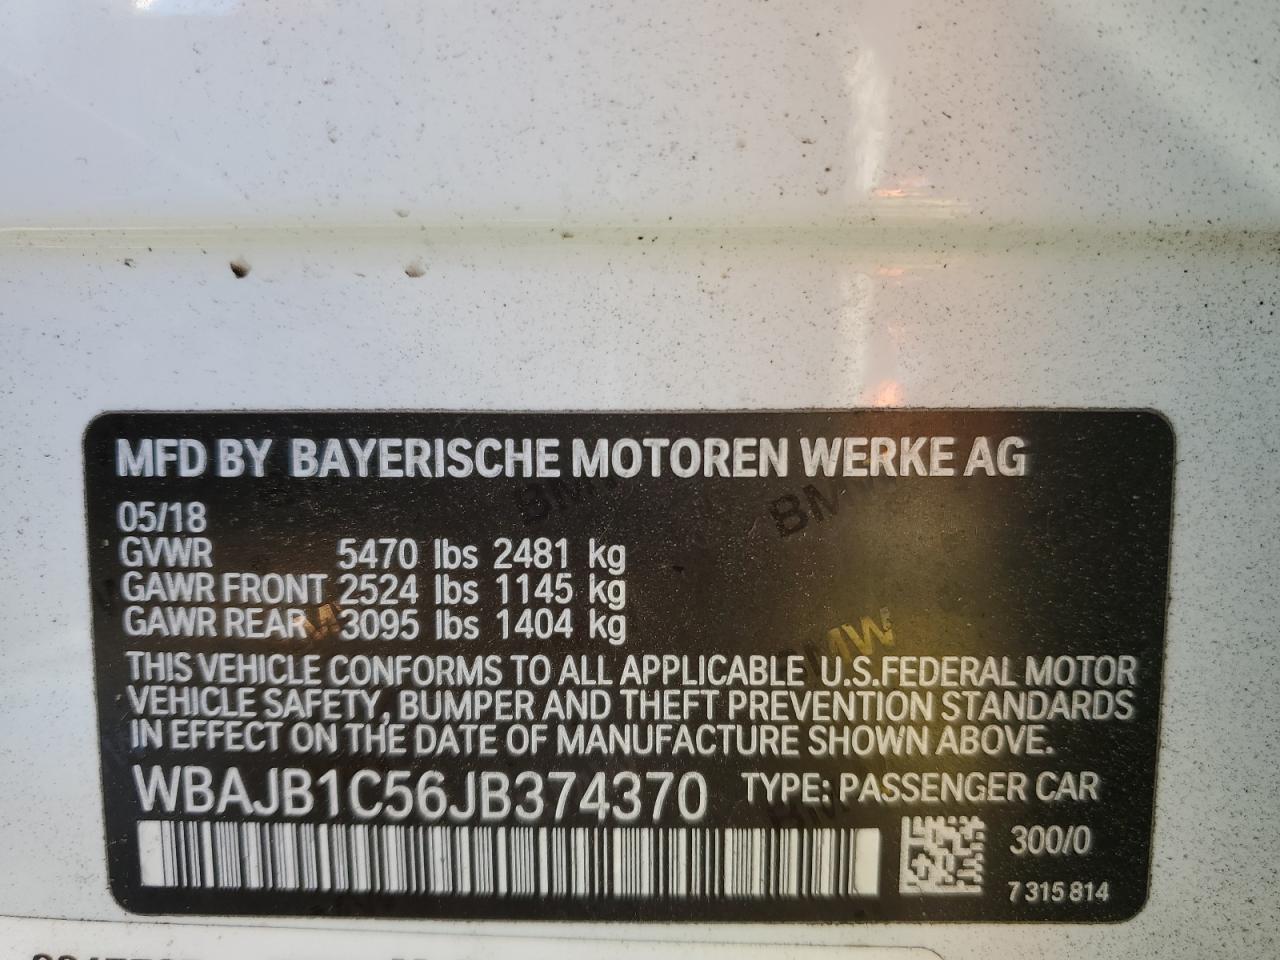 MFD BY BAYERISCHE MOTOREN WERKE AG
05/18
GVWR 5470 lbs 2481 kg
GAWR FRONT 2524 lbs 1145 kg
GAWR REAR 3095 lbs 1404 kg
THIS VEHICLE CONFORMS TO ALL APPLICABLE U.S.FEDERAL MOTOR
VEHICLE SAFETY, BUMPER AND THEFT PREVENTION STANDARDS
IN EFFECT ON THE DATE OF MANUFACTURE SHOWN ABOVE.
WBAJB1C56JB374370 TYPE: PASSENGER CAR
300/0
7 315 814